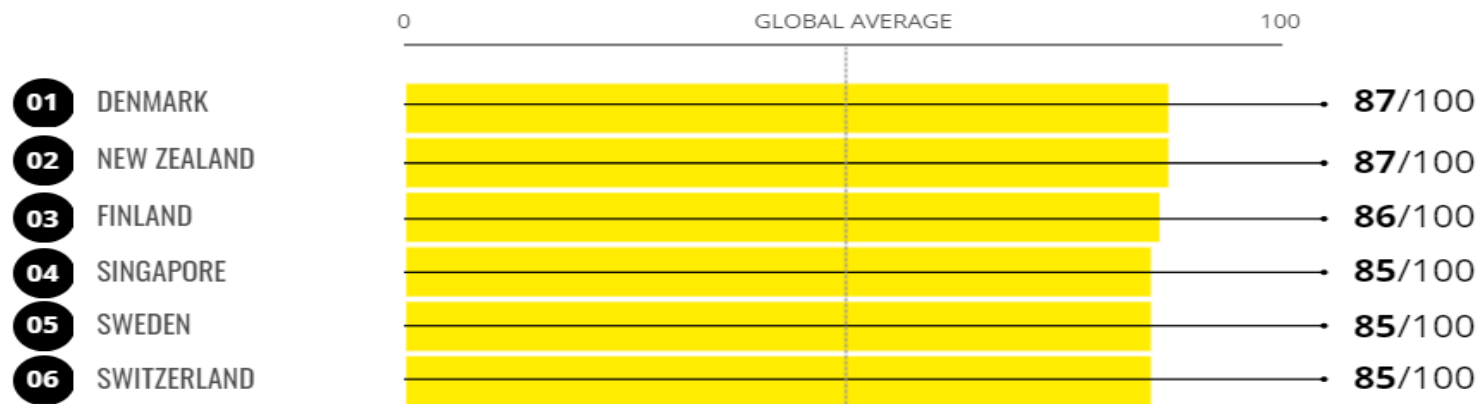 0 GLOBAL AVERAGE 100
01 DENMARK 87/100
02 NEW ZEALAND 87/100
03 FINLAND 86/100
04 SINGAPORE 85/100
05 SWEDEN 85/100
06 SWITZERLAND 85/100